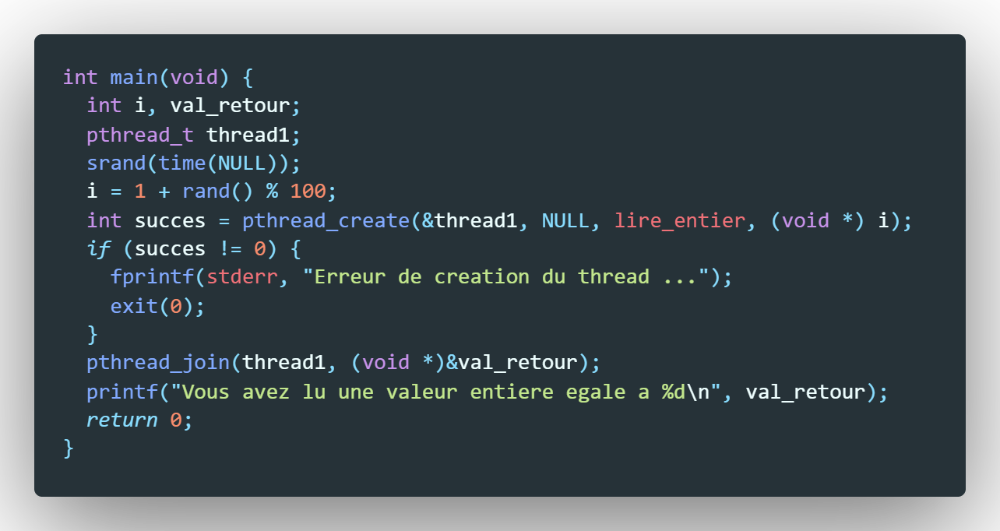 int main(void) {
  int i, val_retour;
  pthread_t thread1;
  srand(time(NULL));
  i = 1 + rand() % 100;
  int succes = pthread_create(&thread1, NULL, lire_entier, (void *) i);
  if (succes != 0) {
    fprintf(stderr, "Erreur de creation du thread ...");
    exit(0);
  }
  pthread_join(thread1, (void *)&val_retour);
  printf("Vous avez lu une valeur entiere egale a %d\n", val_retour);
  return 0;
}